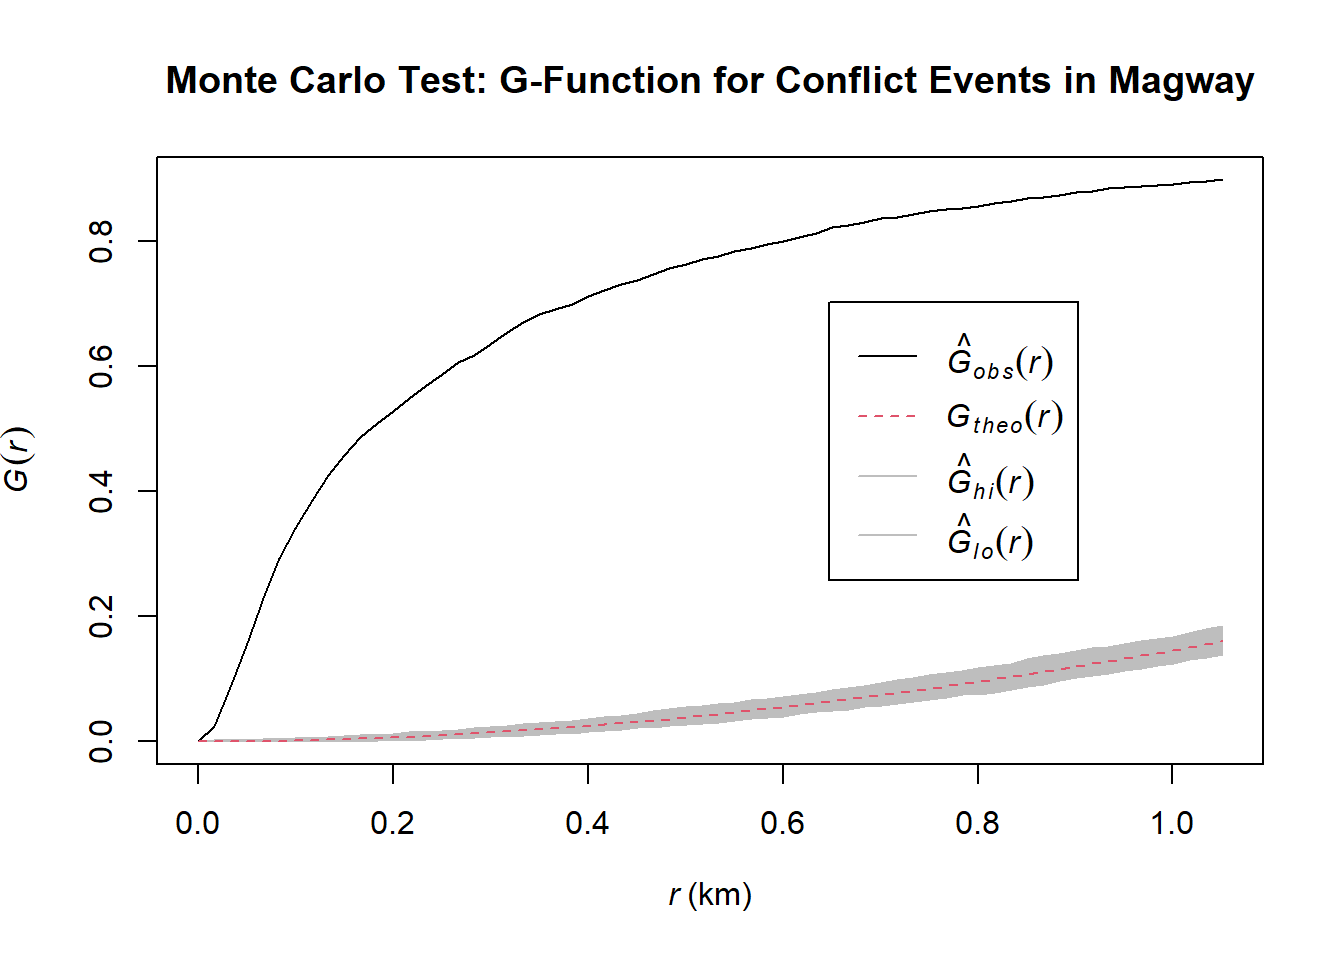 Monte Carlo Test: G-Function for Conflict Events in Magway
G(r)
0.8
0.6
0.4
0.2
0.0
Ĝobs(r)
Gtheo(r)
Ĝhi(r)
Ĝlo(r)
0.0 0.2 0.4 0.6 0.8 1.0
r (km)